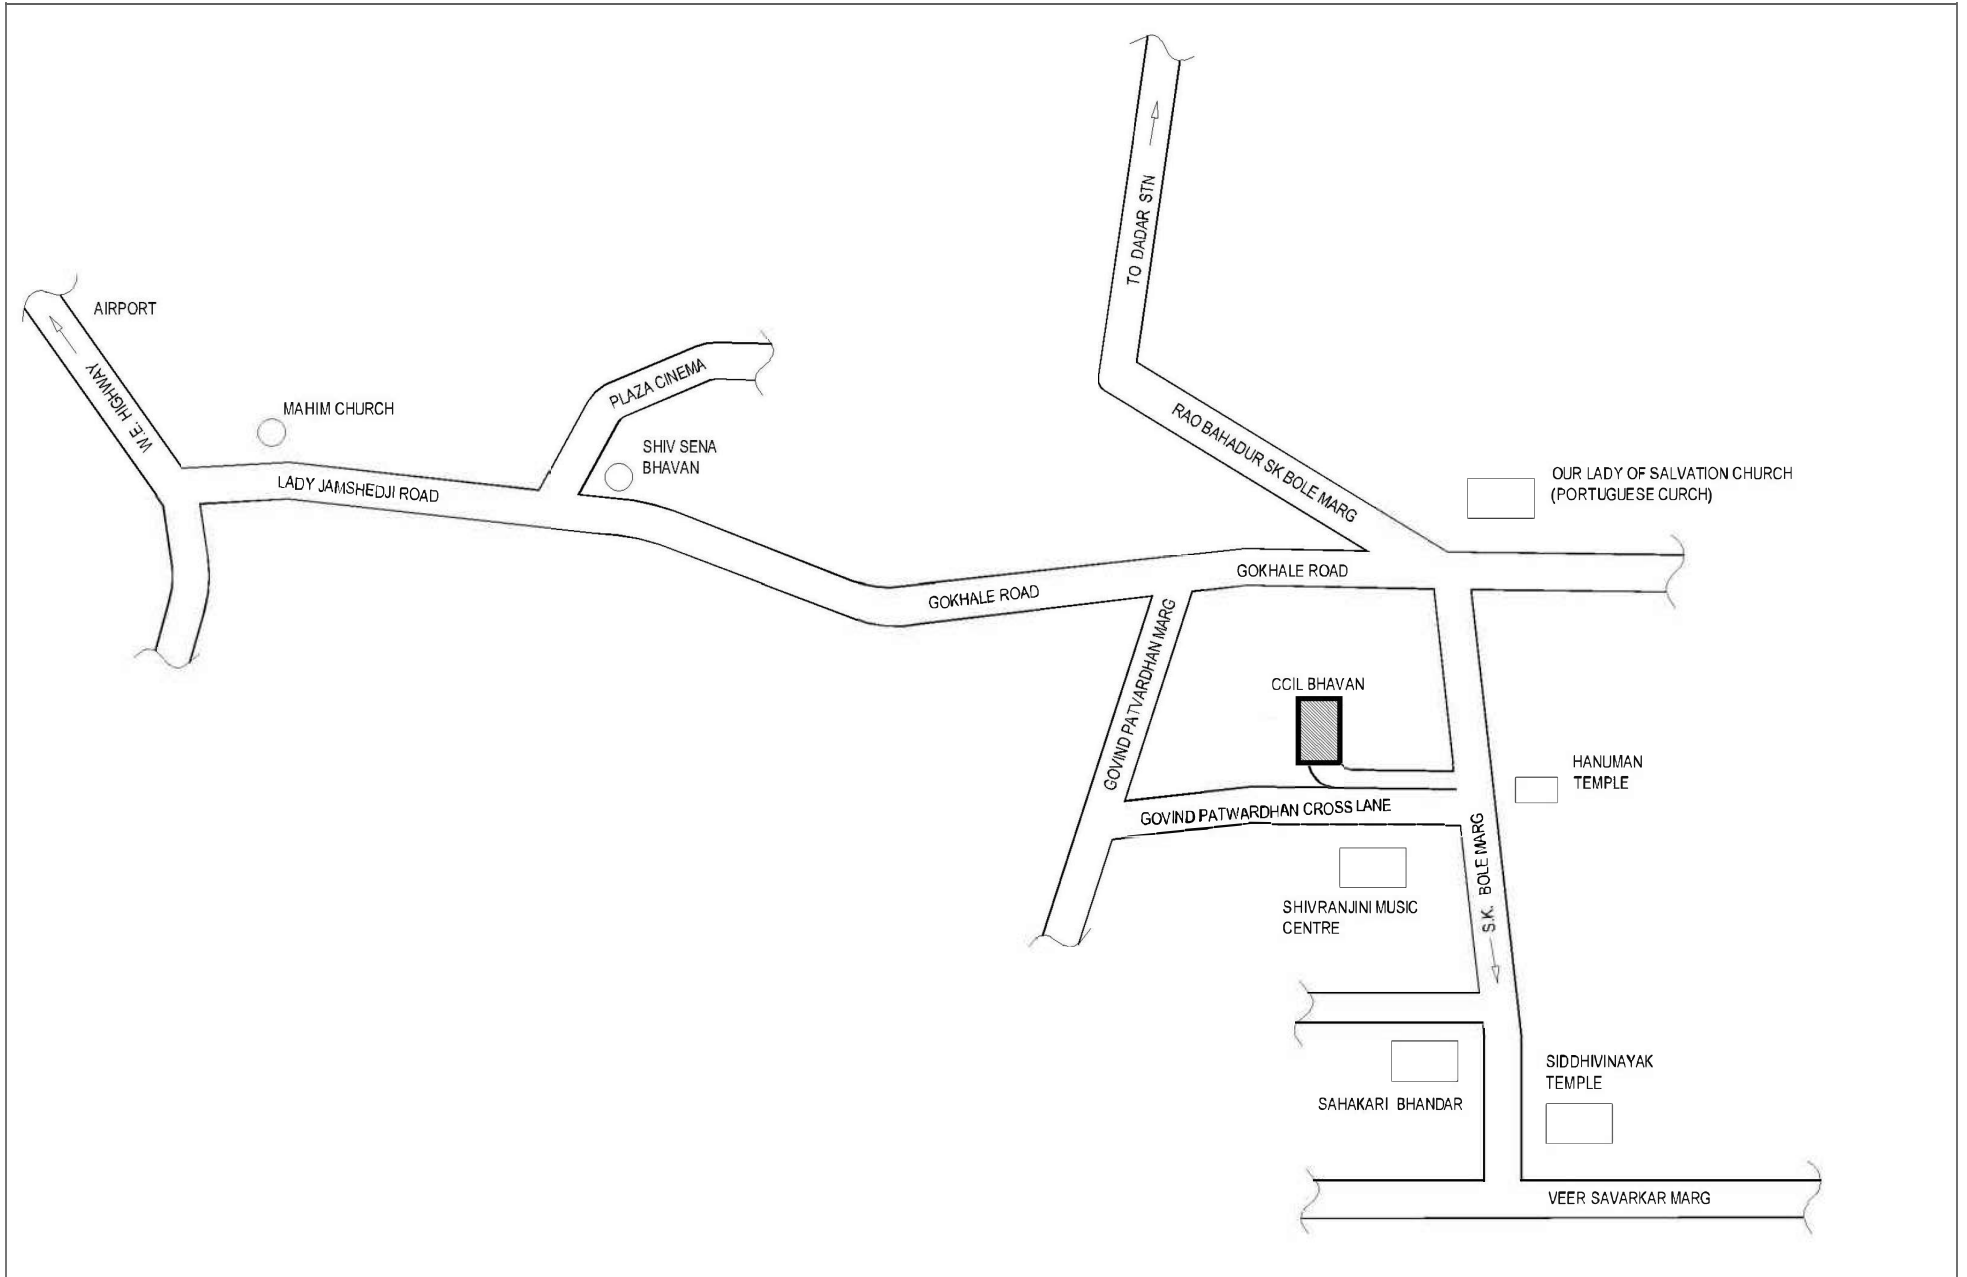 TO DADAR STN
AIRPORT
W.E. HIGHWAY
MAHIM CHURCH
PLAZA CINEMA
SHIV SENA
BHAVAN
LADY JAMSHEDJI ROAD
RAO BAHADUR SK BOLE MARG
OUR LADY OF SALVATION CHURCH
(PORTUGUESE CURCH)
GOKHALE ROAD
GOKHALE ROAD
GOVIND PATVARDHAN MARG
CCIL BHAVAN
HANUMAN
TEMPLE
GOVIND PATWARDHAN CROSS LANE
S.K. BOLE MARG
SHIVRANJINI MUSIC
CENTRE
SIDDHIVINAYAK
TEMPLE
SAHAKARI BHANDAR
VEER SAVARKAR MARG